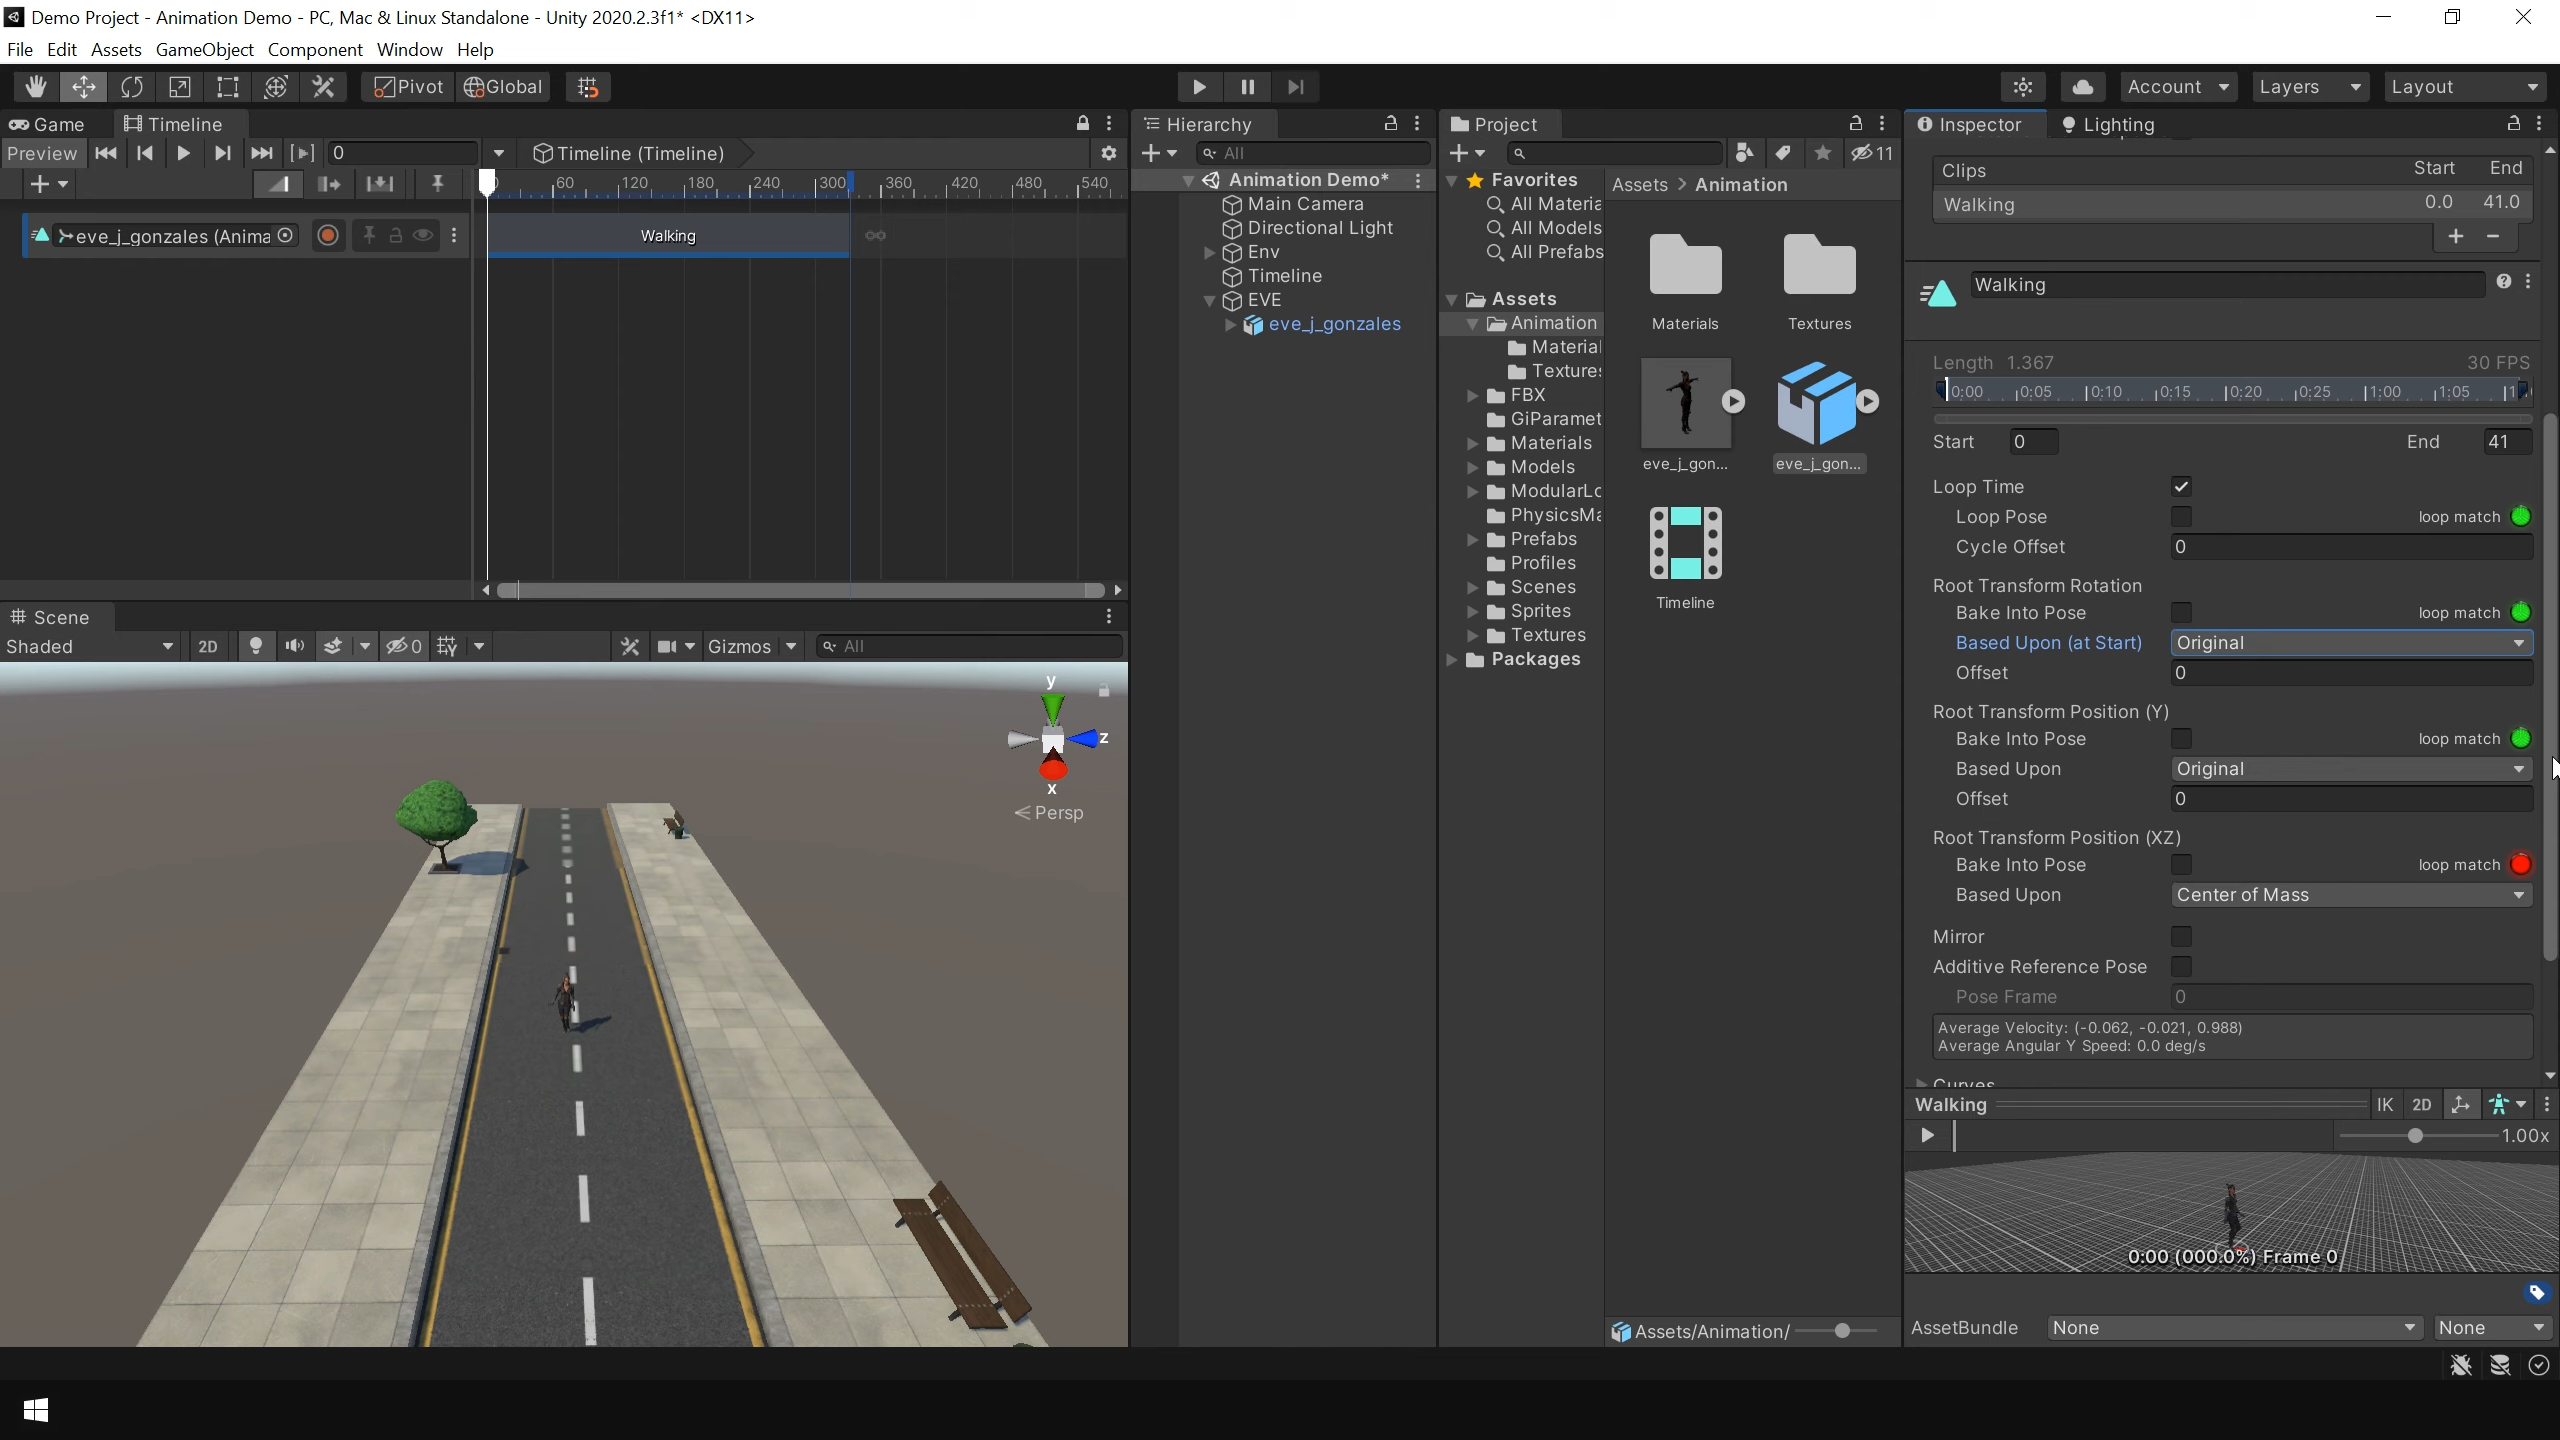 Demo Project - Animation Demo - PC, Mac & Linux Standalone - Unity 2020.2.3f1* <DX11>
File Edit Assets GameObject Component Window Help
Pivot Global
Account Layers Layout
Game Timeline
Preview 0 Timeline (Timeline)
60 120 180 240 300 360 420 480 540
eve_j_gonzales (Anima
Walking
Scene
Shaded 2D 0 Gizmos All
y
z
x
Persp
Hierarchy
All
Animation Demo*
Main Camera
Directional Light
Env
Timeline
EVE
eve_j_gonzales
Project
11
Favorites
All Materia
All Models
All Prefabs
Assets
Animation
Material
Textures
FBX
GiParamet
Materials
Models
ModularLo
PhysicsMa
Prefabs
Profiles
Scenes
Sprites
Textures
Packages
Assets > Animation
Materials
Textures
eve_j_gon...
eve_j_gon...
Timeline
Assets/Animation/
Inspector Lighting
Clips Start End
Walking 0.0 41.0
Walking
Length 1.367 30 FPS
0:00 0:05 0:10 0:15 0:20 0:25 1:00 1:05 1
Start 0 End 41
Loop Time
Loop Pose loop match
Cycle Offset 0
Root Transform Rotation
Bake Into Pose loop match
Based Upon (at Start) Original
Offset 0
Root Transform Position (Y)
Bake Into Pose loop match
Based Upon Original
Offset 0
Root Transform Position (XZ)
Bake Into Pose loop match
Based Upon Center of Mass
Mirror
Additive Reference Pose
Pose Frame 0
Average Velocity: (-0.062, -0.021, 0.988)
Average Angular Y Speed: 0.0 deg/s
Curves
Walking IK 2D
1.00x
0:00 (000.0%) Frame 0
AssetBundle None None